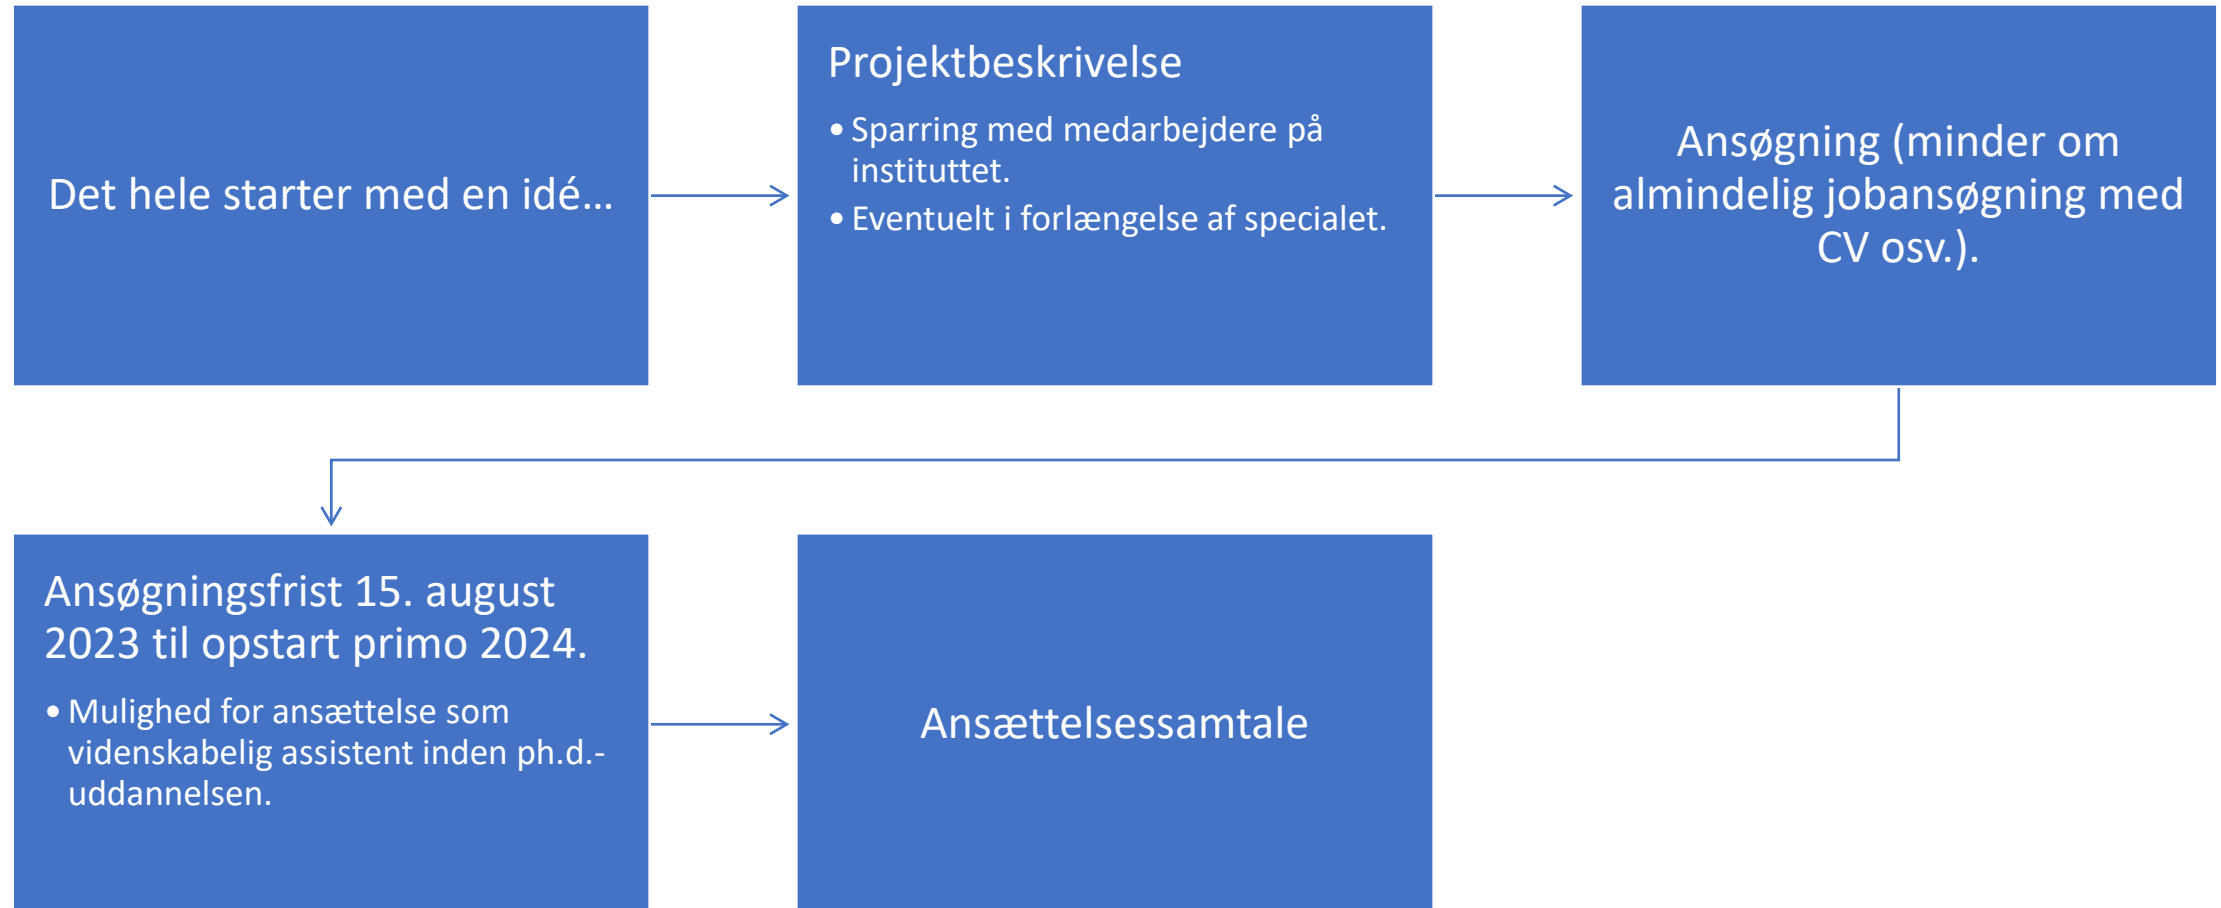 Det hele starter med en idé...
Projektbeskrivelse
• Sparring med medarbejdere på
instituttet.
• Eventuelt i forlængelse af specialet.
Ansøgning (minder om
almindelig jobansøgning med
CV osv.).
Ansøgningsfrist 15. august
2023 til opstart primo 2024.
• Mulighed for ansættelse som
videnskabelig assistent inden ph.d.-
uddannelsen.
Ansættelsessamtale